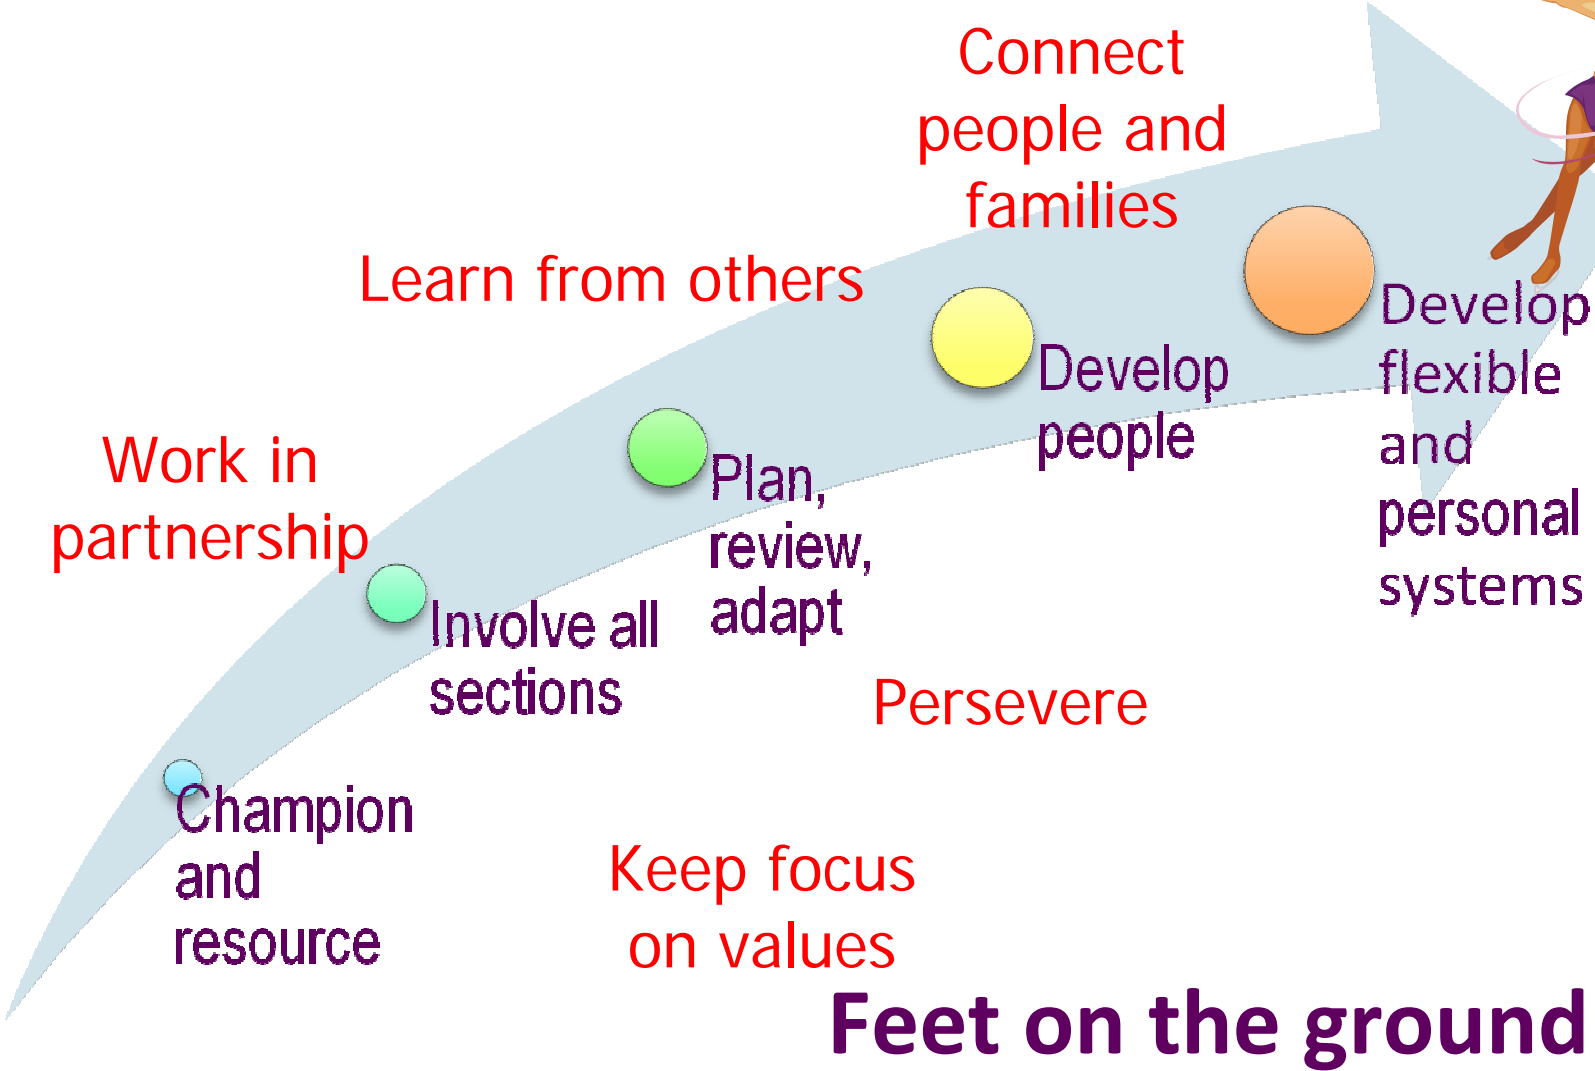 Connect
people and
families
Learn from others
Develop
flexible
and
personal
systems
Develop
people
Work in
partnership
Plan,
review,
adapt
Involve all
sections
Persevere
Champion
and
resource
Keep focus
on values
Feet on the ground